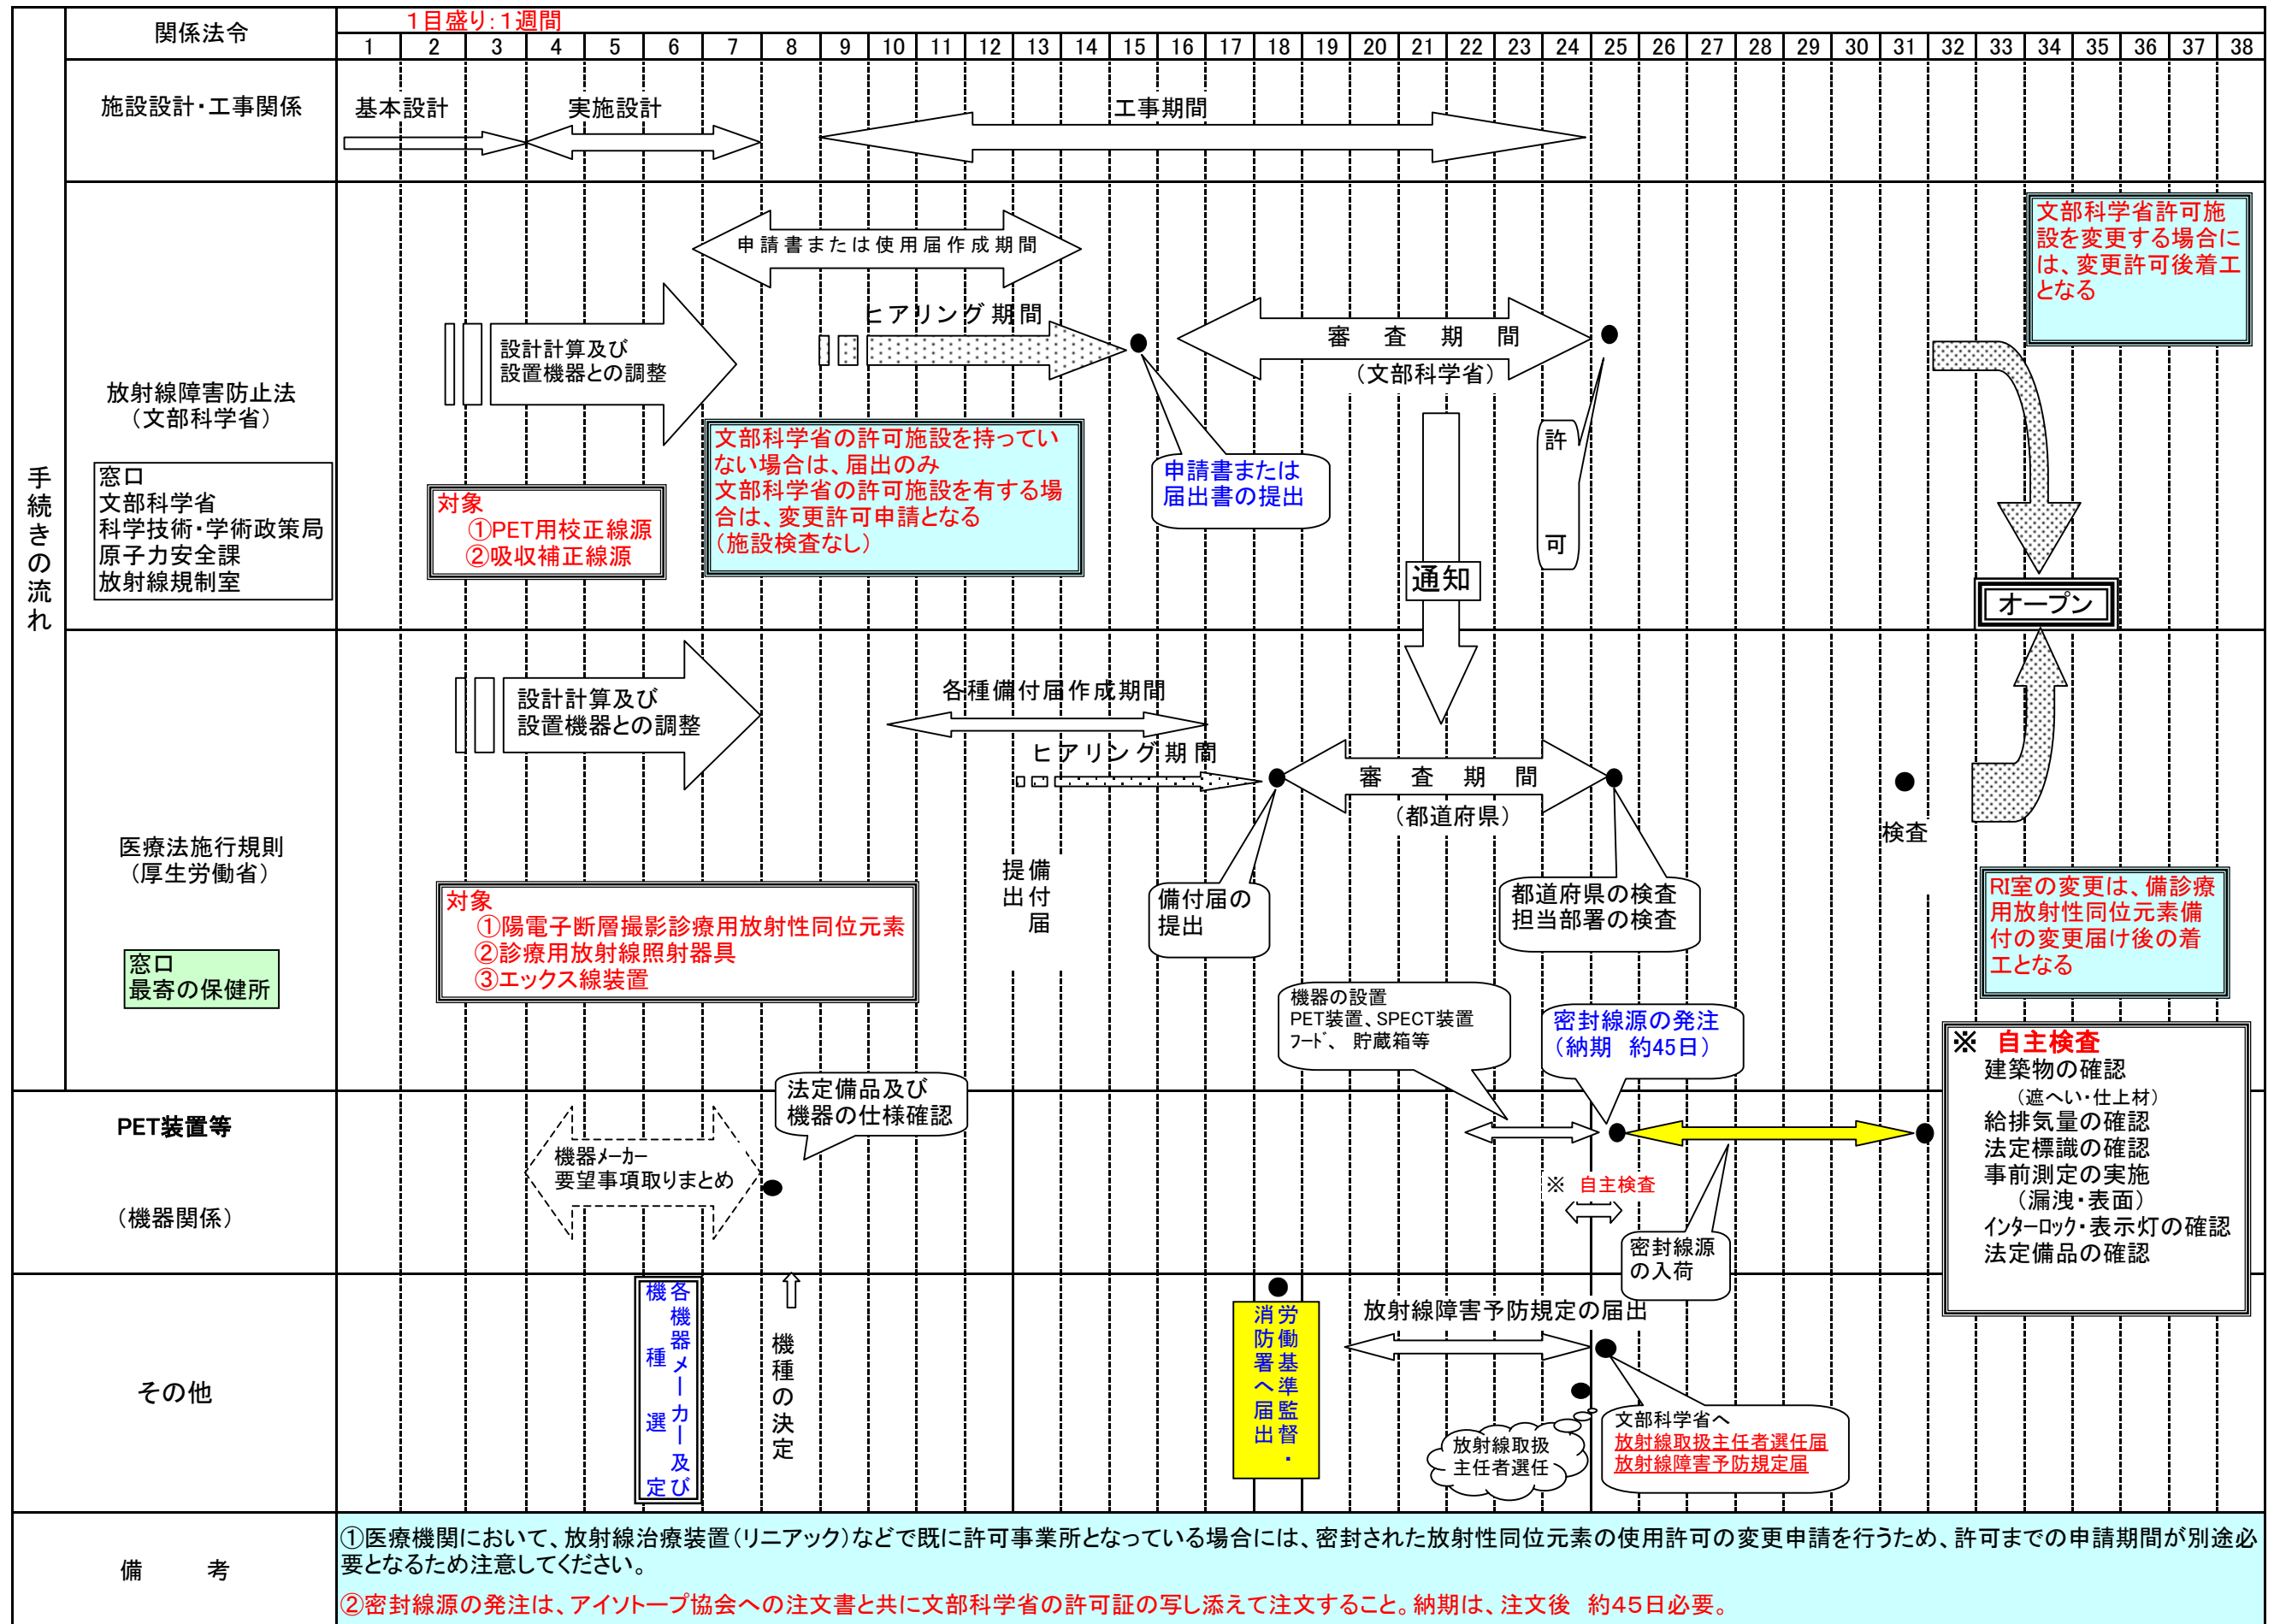 関係法令
1目盛り:1週間
1 2 3 4 5 6 7 8 9 10 11 12 13 14 15 16 17 18 19 20 21 22 23 24 25 26 27 28 29 30 31 32 33 34 35 36 37 38
手続きの流れ
施設設計・工事関係
基本設計
実施設計
工事期間
放射線障害防止法
（文部科学省）
窓口
文部科学省
科学技術・学術政策局
原子力安全課
放射線規制室
申請書または使用届作成期間
設計計算及び
設置機器との調整
ヒアリング期間
審査期間
（文部科学省）
文部科学省許可施
設を変更する場合に
は、変更許可後着工
となる
対象
①PET用校正線源
②吸収補正線源
文部科学省の許可施設を持ってい
ない場合は、届出のみ
文部科学省の許可施設を有する場
合は、変更許可申請となる
（施設検査なし）
申請書または
届出書の提出
許可
通知
オープン
医療法施行規則
（厚生労働省）
窓口
最寄の保健所
設計計算及び
設置機器との調整
各種備付届作成期間
ヒアリング期間
審査期間
（都道府県）
検査
備付届
提出
備付届の
提出
都道府県の検査
担当部署の検査
対象
①陽電子断層撮影診療用放射性同位元素
②診療用放射線照射器具
③エックス線装置
RI室の変更は、備診療
用放射性同位元素備
付の変更届け後の着
工となる
機器の設置
PET装置、SPECT装置
フード、 貯蔵箱等
密封線源の発注
（納期 約45日）
※ 自主検査
建築物の確認
（遮へい・仕上材）
給排気量の確認
法定標識の確認
事前測定の実施
（漏洩・表面）
インターロック・表示灯の確認
法定備品の確認
PET装置等
（機器関係）
法定備品及び
機器の仕様確認
機器メーカー
要望事項取りまとめ
※ 自主検査
密封線源
の入荷
その他
各機器メーカー及び
機種選定
機種の決定
労働基準監督・
消防署へ届出
放射線障害予防規定の届出
放射線取扱
主任者選任
文部科学省へ
放射線取扱主任者選任届
放射線障害予防規定届
備 考
①医療機関において、放射線治療装置（リニアック）などで既に許可事業所となっている場合には、密封された放射性同位元素の使用許可の変更申請を行うため、許可までの申請期間が別途必
要となるため注意してください。
②密封線源の発注は、アイソトープ協会への注文書と共に文部科学省の許可証の写し添えて注文すること。納期は、注文後 約45日必要。